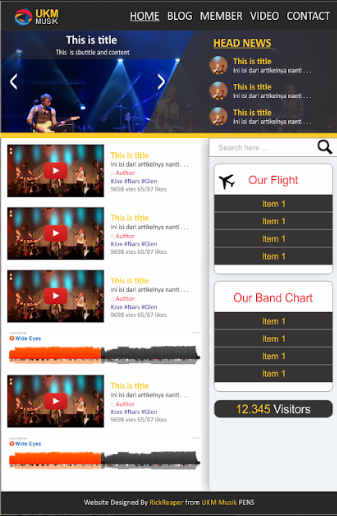 UKM
MUSIK
HOME BLOG MEMBER VIDEO CONTACT
This is title
This is sbutitle and content
HEAD NEWS
This is title
Ini isi dari artikelnya nanti . . .
This is title
Ini isi dari artikelnya nanti . . .
This is title
Ini isi dari artikelnya nanti . . .
Search here ...
This is title
Ini isi dari artikelnya nanti . . .
:: Author
#Joe #Nars #Glen
9698 vies 65/87 likes
This is title
Ini isi dari artikelnya nanti . . .
:: Author
#Joe #Nars #Glen
9698 vies 65/87 likes
This is title
Ini isi dari artikelnya nanti . . .
:: Author
#Joe #Nars #Glen
9698 vies 65/87 likes
Wide Eyes
This is title
Ini isi dari artikelnya nanti . . .
:: Author
#Joe #Nars #Glen
9698 vies 65/87 likes
Wide Eyes
Our Flight
Item 1
Item 1
Item 1
Item 1
Our Band Chart
Item 1
Item 1
Item 1
Item 1
12.345 Visitors
Website Designed By RickReaper from UKM Musik PENS